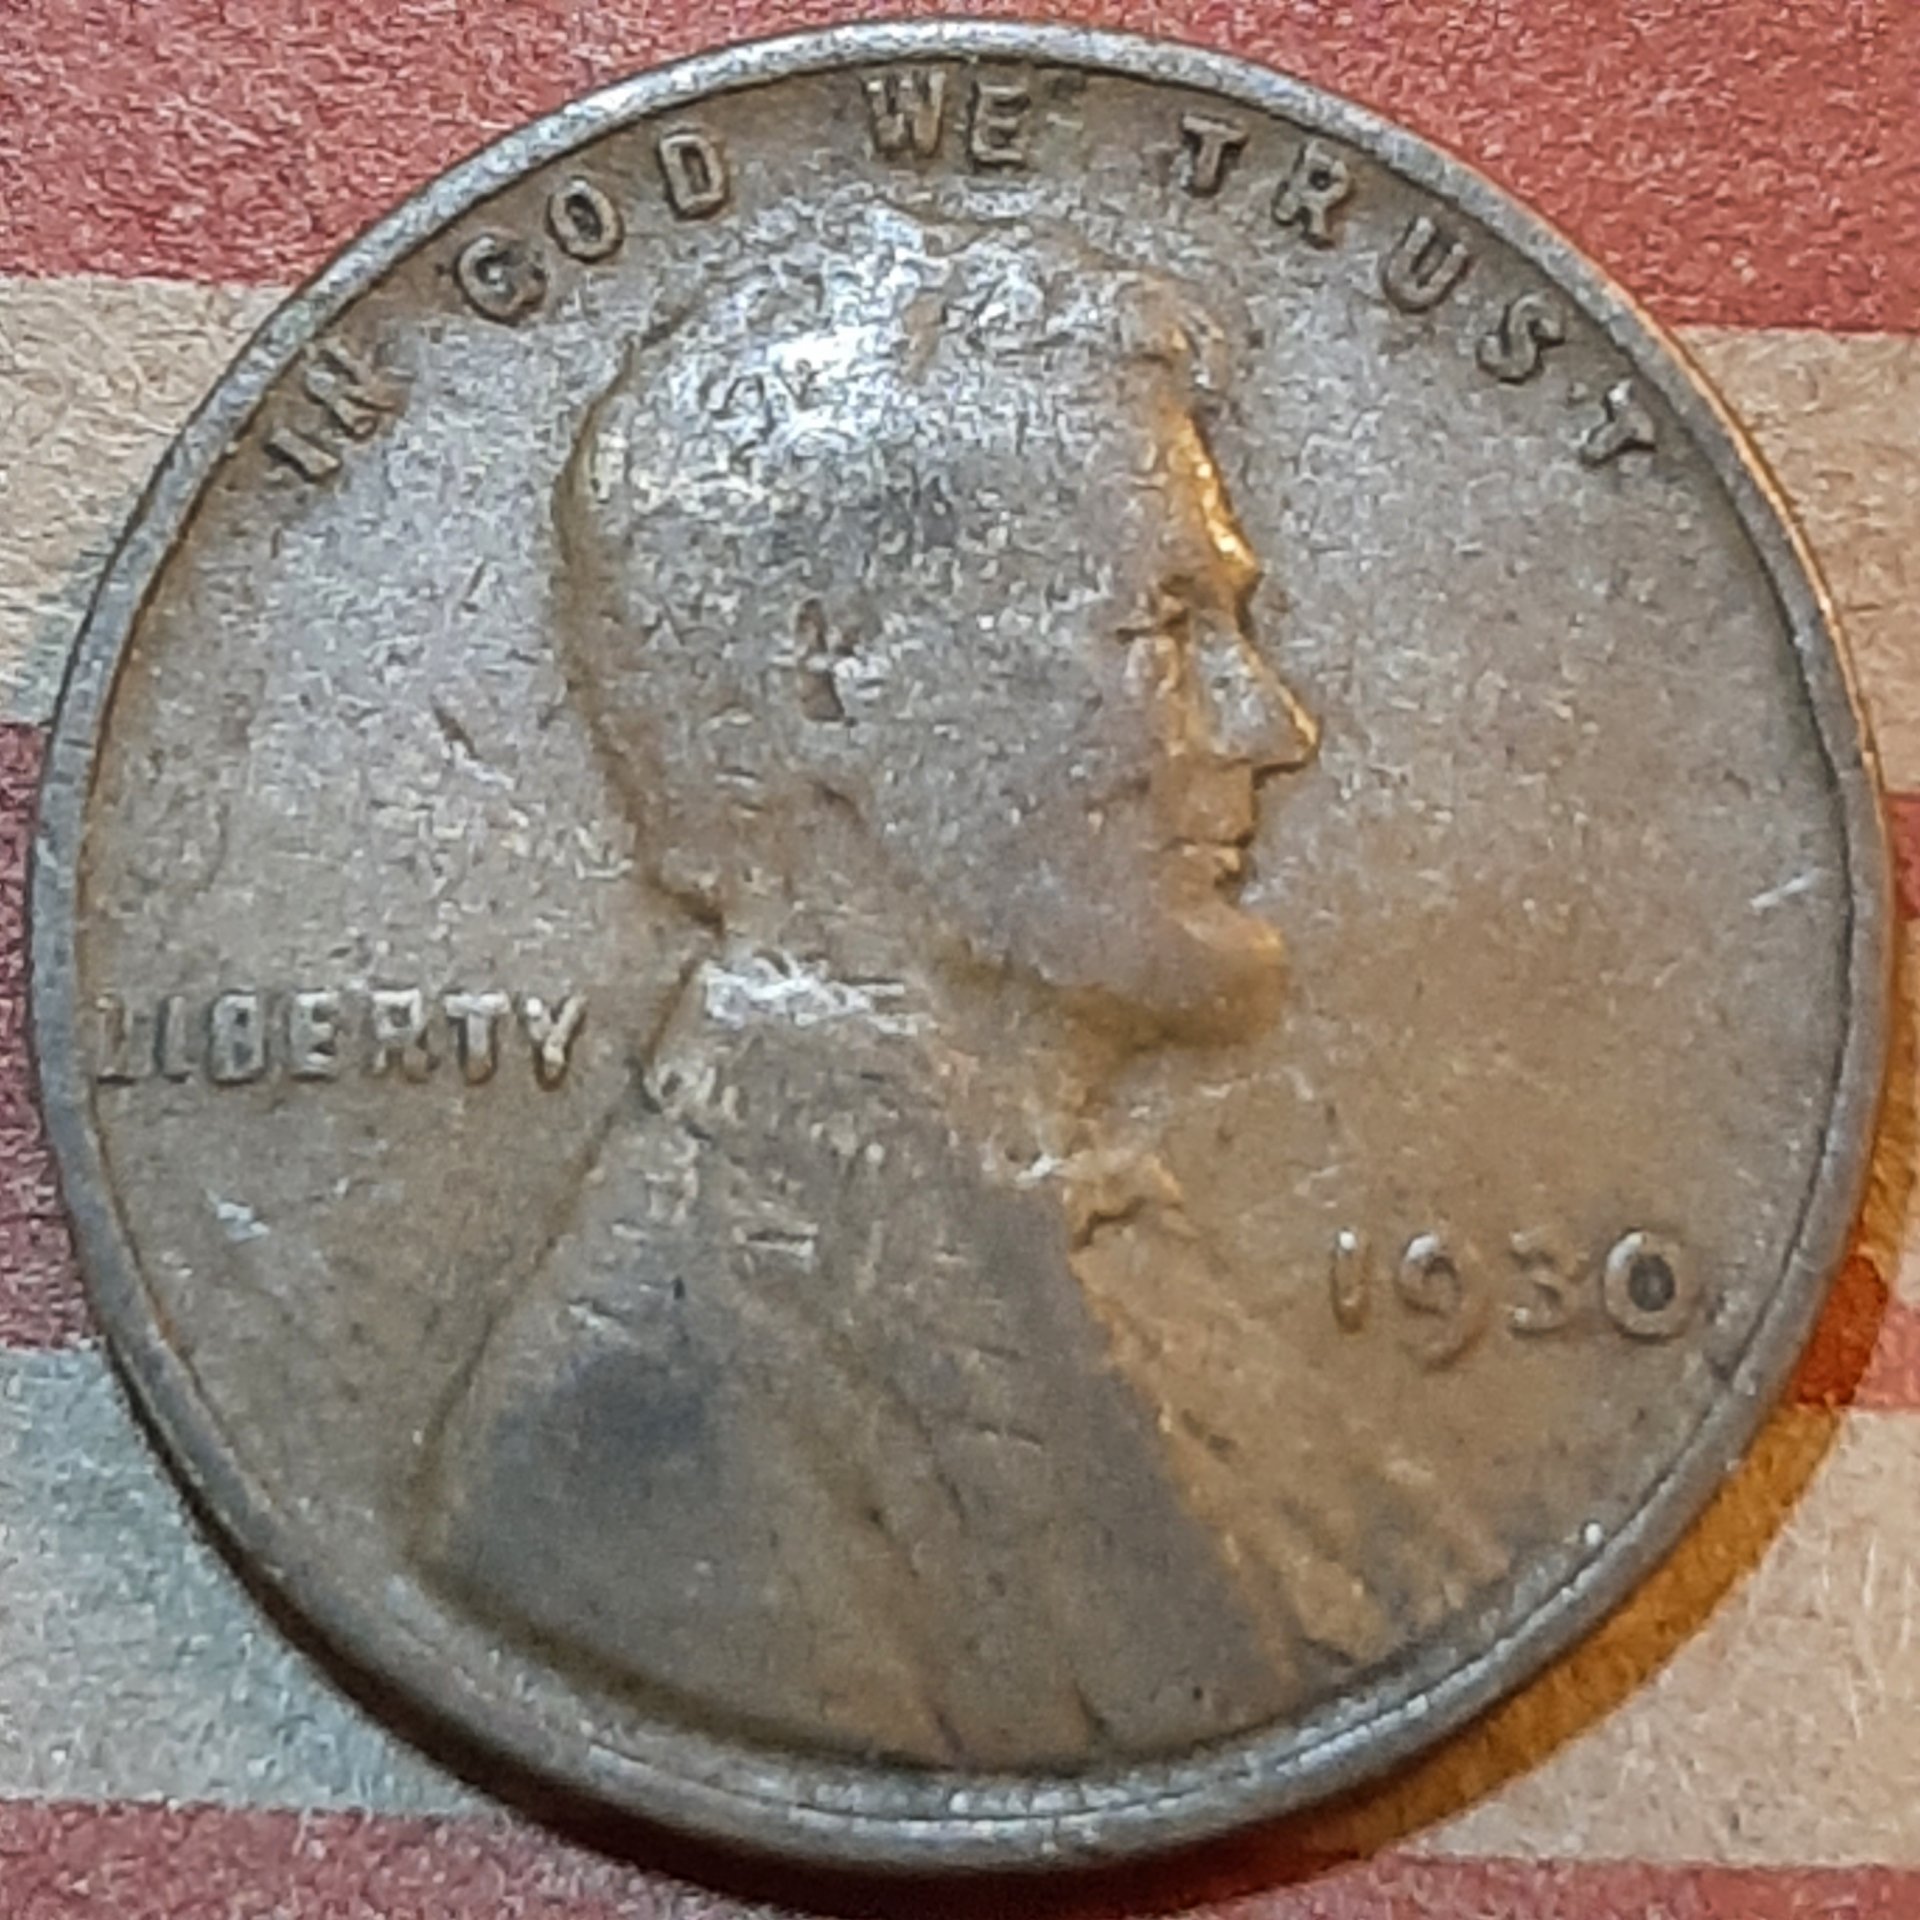 IN GOD WE TRUST
LIBERTY
1930